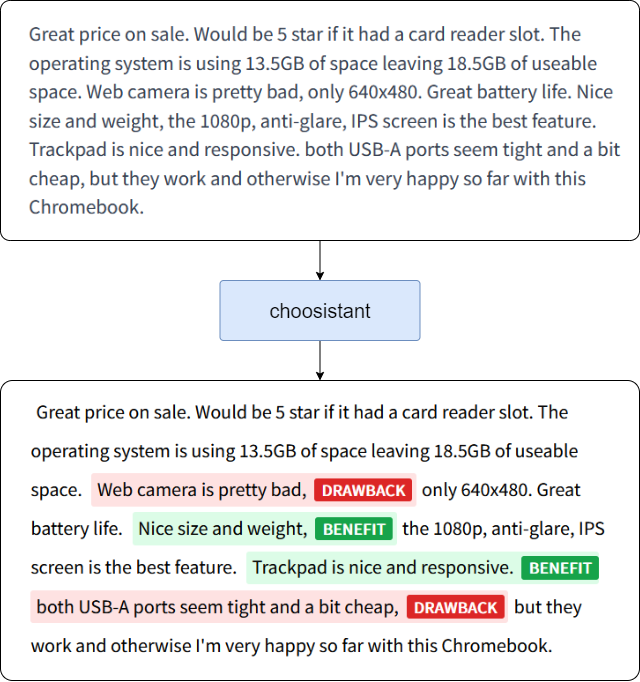 Great price on sale. Would be 5 star if it had a card reader slot. The
operating system is using 13.5GB of space leaving 18.5GB of useable
space. Web camera is pretty bad, only 640x480. Great battery life. Nice
size and weight, the 1080p, anti-glare, IPS screen is the best feature.
Trackpad is nice and responsive. both USB-A ports seem tight and a bit
cheap, but they work and otherwise I'm very happy so far with this
Chromebook.
choosistant
Great price on sale. Would be 5 star if it had a card reader slot. The
operating system is using 13.5GB of space leaving 18.5GB of useable
space. Web camera is pretty bad, DRAWBACK only 640x480. Great
battery life. Nice size and weight, BENEFIT the 1080p, anti-glare, IPS
screen is the best feature. Trackpad is nice and responsive. BENEFIT
both USB-A ports seem tight and a bit cheap, DRAWBACK but they
work and otherwise I'm very happy so far with this Chromebook.